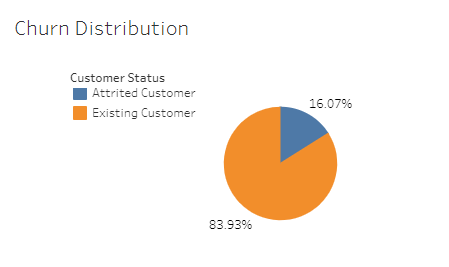 Churn Distribution
Customer Status
Attrited Customer
Existing Customer
16.07%
83.93%